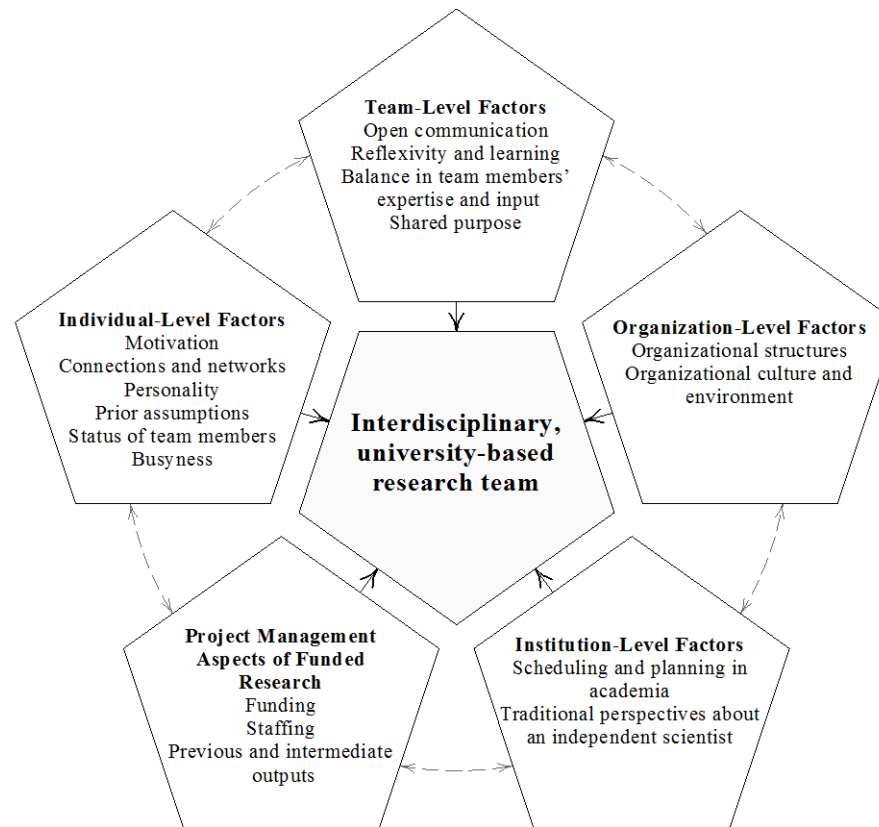 Team-Level Factors
Open communication
Reflexivity and learning
Balance in team members’
expertise and input
Shared purpose
Individual-Level Factors
Motivation
Connections and networks
Personality
Prior assumptions
Status of team members
Busyness
Organization-Level Factors
Organizational structures
Organizational culture and
environment
Interdisciplinary,
university-based
research team
Project Management
Aspects of Funded
Research
Funding
Staffing
Previous and intermediate
outputs
Institution-Level Factors
Scheduling and planning in
academia
Traditional perspectives about
an independent scientist